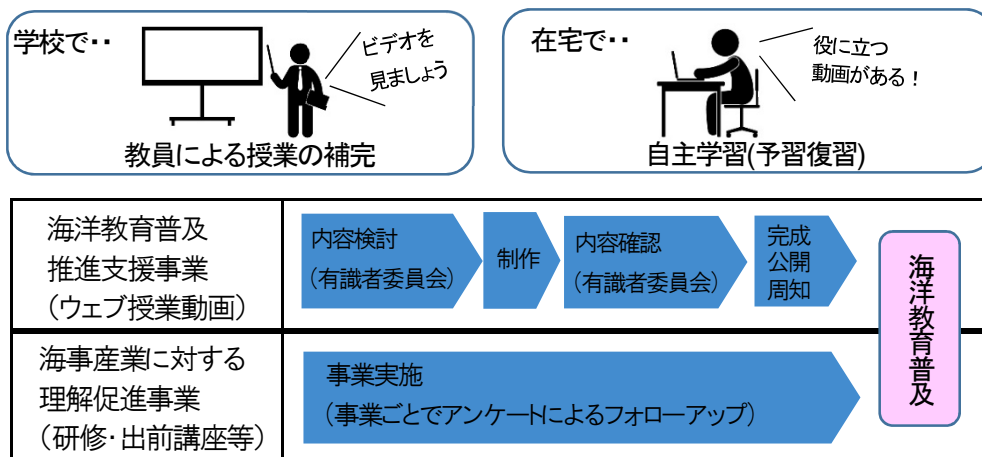 学校で・・
ビデオを
見ましょう
教員による授業の補完
在宅で・・
役に立つ
動画がある！
自主学習(予習復習)
海洋教育普及
推進支援事業
（ウェブ授業動画）
内容検討
(有識者委員会)
制作
内容確認
(有識者委員会)
完成
公開
周知
海洋教育普及
海事産業に対する
理解促進事業
（研修・出前講座等）
事業実施
（事業ごとでアンケートによるフォローアップ）